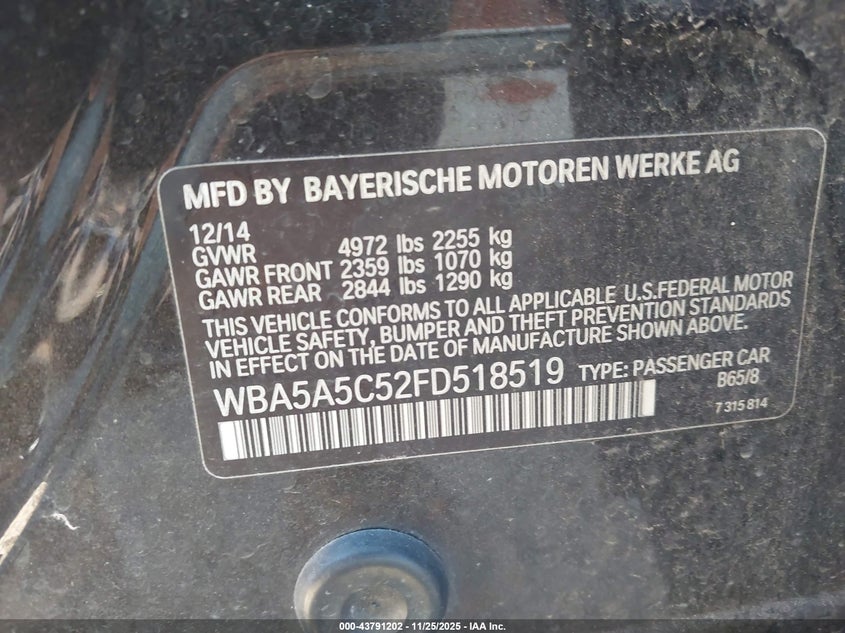 MFD BY BAYERISCHE MOTOREN WERKE AG
12/14
GVWR 4972 lbs 2255 kg
GAWR FRONT 2359 lbs 1070 kg
GAWR REAR 2844 lbs 1290 kg
THIS VEHICLE CONFORMS TO ALL APPLICABLE U.S.FEDERAL MOTOR
VEHICLE SAFETY, BUMPER AND THEFT PREVENTION STANDARDS
IN EFFECT ON THE DATE OF MANUFACTURE SHOWN ABOVE.
WBA5A5C52FD518519 TYPE: PASSENGER CAR
B65/8
7 315 814
000-43791202 - 11/25/2025 - IAA Inc.